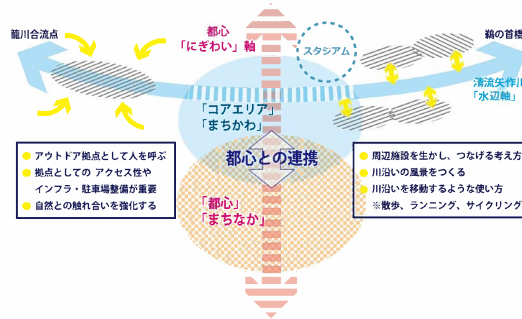 籠川合流点
都心
「にぎわい」軸
スタジアム
鵜の首橋
清流矢作川
「水辺軸」
「コアエリア」
「まちかわ」
都心との連携
アウトドア拠点として人を呼ぶ
拠点としての アクセス性や
インフラ・駐車場整備が重要
自然との触れ合いを強化する
周辺施設を生かし、つなげる考え方
川沿いの風景をつくる
川沿いを移動するような使い方
※散歩、ランニング、サイクリング
「都心」
「まちなか」